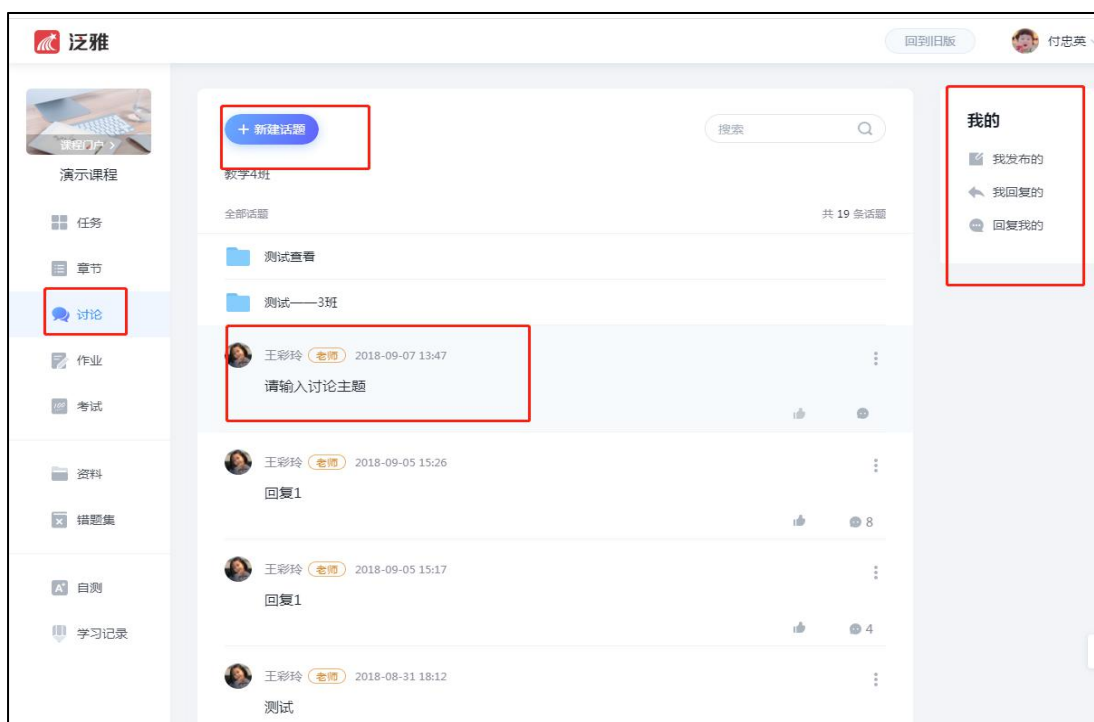 泛雅
回到旧版
付忠英
课程门户 >
演示课程
任务
章节
讨论
作业
考试
资料
错题集
自测
学习记录
+ 新建话题
搜索
教学4班
全部话题
共 19 条话题
测试查看
测试——3班
王彩玲 老师 2018-09-07 13:47
请输入讨论主题
王彩玲 老师 2018-09-05 15:26
回复1
8
王彩玲 老师 2018-09-05 15:17
回复1
4
王彩玲 老师 2018-08-31 18:12
测试
我的
我发布的
我回复的
回复我的